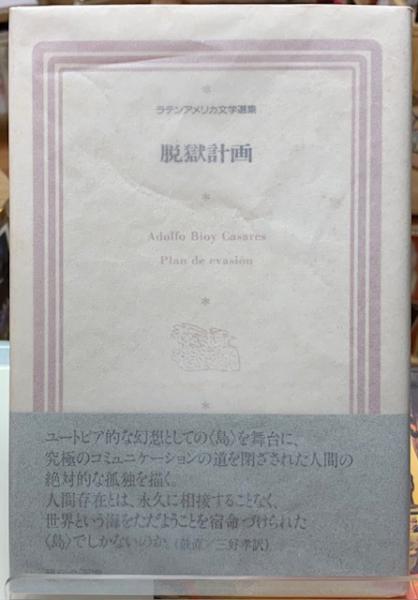 ラテンアメリカ文学選集
脱獄計画
Adolfo Bioy Casares
Plan de evasión
ユートピア的な幻想としての〈島〉を舞台に、
究極のコミュニケーションの道を閉ざされた人間の
絶対的な孤独を描く。
人間存在とは、永久に相接することなく、
世界という海をただようことを宿命づけられた
〈島〉でしかないのか。(鼓直/三好孝訳)